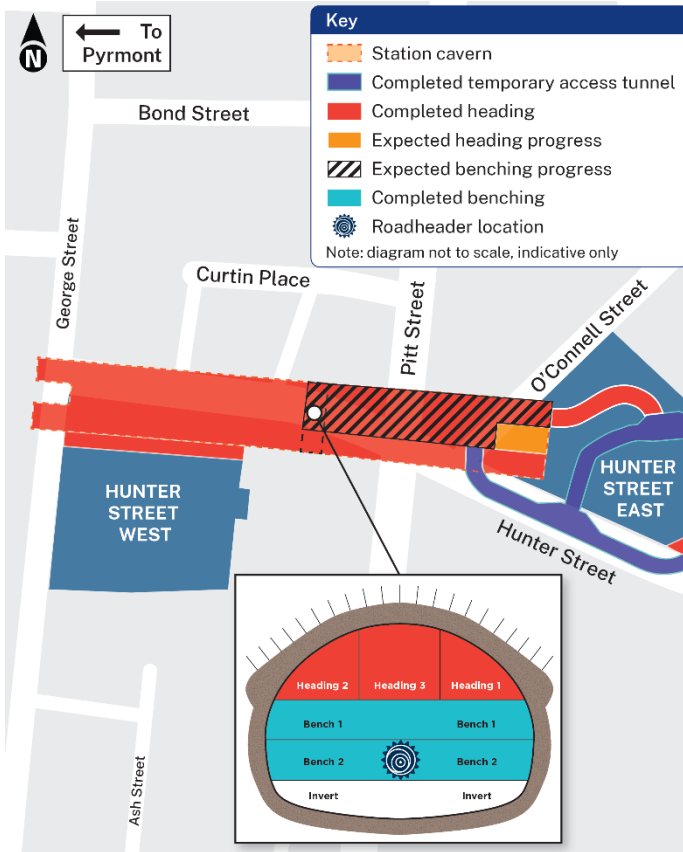 N
To
Pyrmont
Key
Station cavern
Completed temporary access tunnel
Completed heading
Expected heading progress
Expected benching progress
Completed benching
Roadheader location
Note: diagram not to scale, indicative only
Bond Street
George Street
Curtin Place
Pitt Street
O'Connell Street
HUNTER
STREET
WEST
HUNTER
STREET
EAST
Hunter Street
Ash Street
Heading 2
Heading 3
Heading 1
Bench 1
Bench 1
Bench 2
Bench 2
Invert
Invert